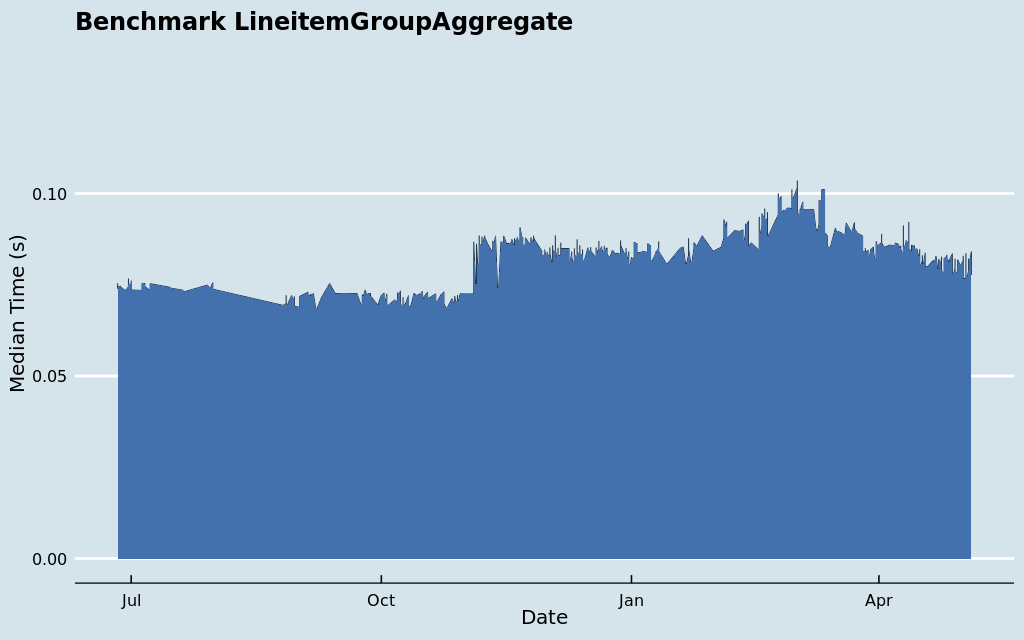 Benchmark LineitemGroupAggregate
Median Time (s)
0.10
0.05
0.00
Jul
Oct
Jan
Apr
Date